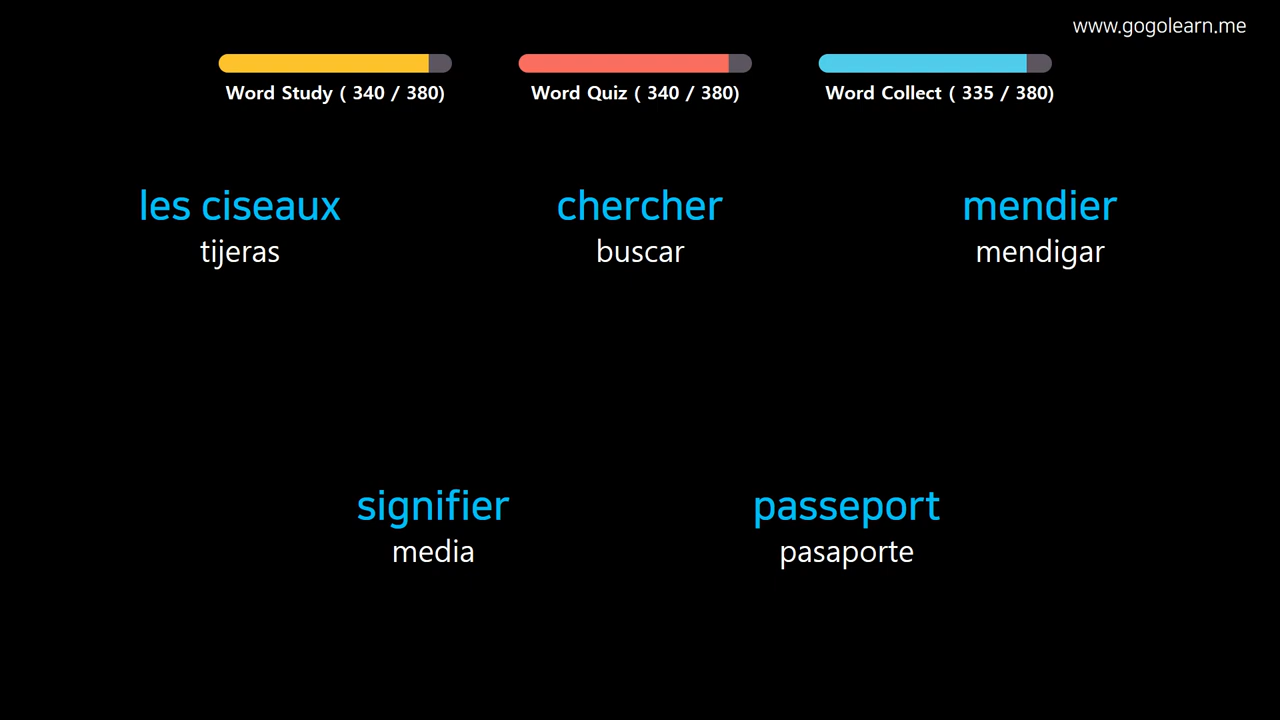 www.gogolearn.me
Word Study ( 340 / 380)
Word Quiz ( 340 / 380)
Word Collect ( 335 / 380)
les ciseaux
tijeras
chercher
buscar
mendier
mendigar
signifier
media
passeport
pasaporte